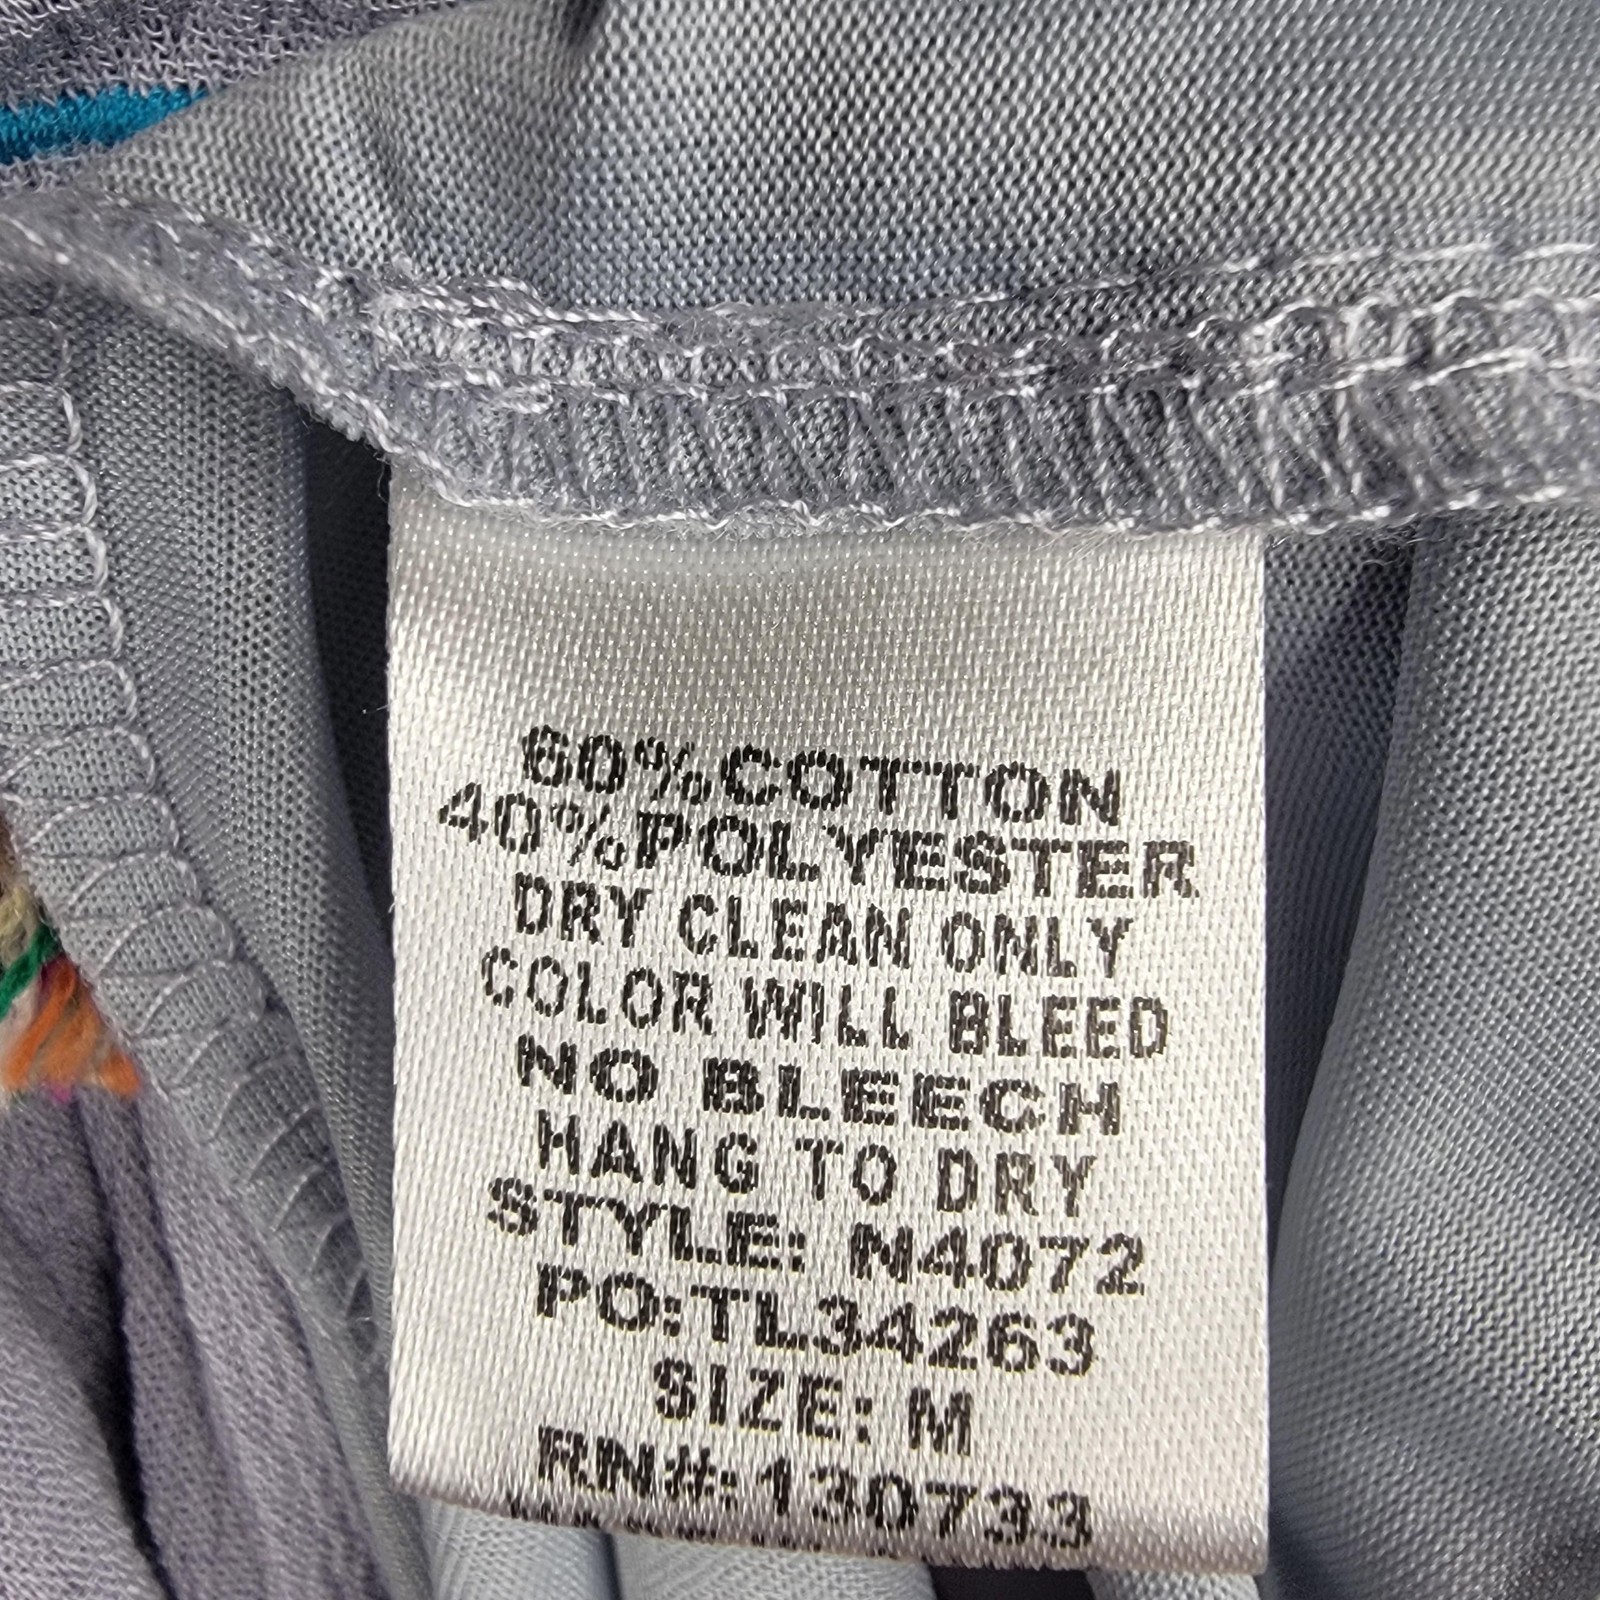 60% COTTON
40% POLYESTER
DRY CLEAN ONLY
COLOR WILL BLEED
NO BLEECH
HANG TO DRY
STYLE: N4072
PO:TL34263
SIZE: M
RN#:130733